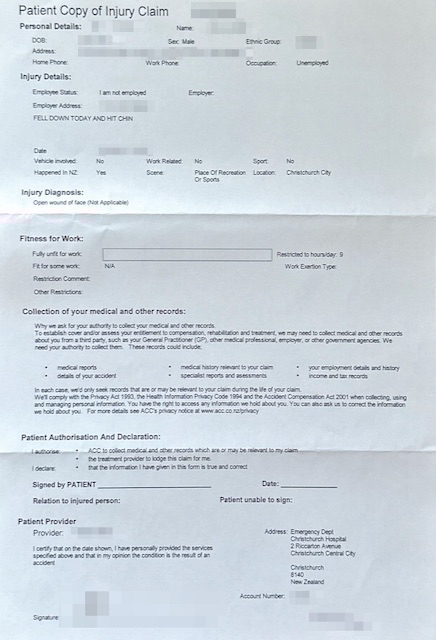 Patient Copy of Injury Claim
Personal Details:
Name:
DOB: Sex: Male Ethnic Group:
Address:
Home Phone: Work Phone: Occupation: Unemployed
Injury Details:
Employee Status: I am not employed Employer:
Employer Address:
FELL DOWN TODAY AND HIT CHIN
Date
Vehicle involved: No Work Related: No Sport: No
Happened In NZ: Yes Scene: Place Of Recreation Or Sports Location: Christchurch City
Injury Diagnosis:
Open wound of face (Not Applicable)
Fitness for Work:
Fully unfit for work: Restricted to hours/day:
Fit for some work: N/A Work Exertion Type:
Restriction Comment:
Other Restrictions:
Collection of your medical and other records:
Why we ask for your authority to collect your medical and other records.
To establish cover and/or assess your entitlement to compensation, rehabilitation and treatment, we may need to collect medical and other records
about you from a third party, such as your General Practitioner (GP), other medical professional, employer, or other government agencies. We
need your authority to collect them. These records could include:
• medical reports • medical history relevant to your claim • your employment details and history
• details of your accident • specialist reports and assessments • income and tax records
In each case, we'd only seek records that are or may be relevant to your claim during the life of your claim.
We'll comply with the Privacy Act 1993, the Health Information Privacy Code 1994 and the Accident Compensation Act 2001 when collecting, using
and managing personal information. You have the right to access any information we hold about you. You can also ask us to correct the information
we hold about you. For more details see ACC's privacy notice at www.acc.co.nz/privacy
Patient Authorisation And Declaration:
I authorise: • ACC to collect medical and other records which are or may be relevant to my claim
• the treatment provider to lodge this claim for me.
I declare: • that the information I have given in this form is true and correct
Signed by PATIENT Date:
Relation to injured person: Patient unable to sign:
Patient Provider
Provider:
I certify that on the date shown, I have personally provided the services
specified above and that in my opinion the condition is the result of an
accident
Address: Emergency Dept
Christchurch Hospital
2 Riccarton Avenue
Christchurch Central City
Christchurch
8140
New Zealand
Account Number:
Signature: